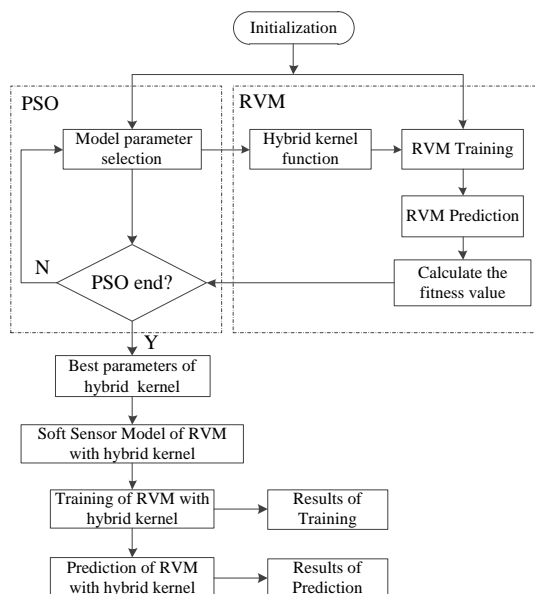 Initialization
PSO
RVM
Model parameter
selection
Hybrid kernel
function
RVM Training
RVM Prediction
Calculate the
fitness value
N
PSO end?
Y
Best parameters of
hybrid kernel
Soft Sensor Model of RVM
with hybrid kernel
Training of RVM with
hybrid kernel
Results of
Training
Prediction of RVM
with hybrid kernel
Results of
Prediction